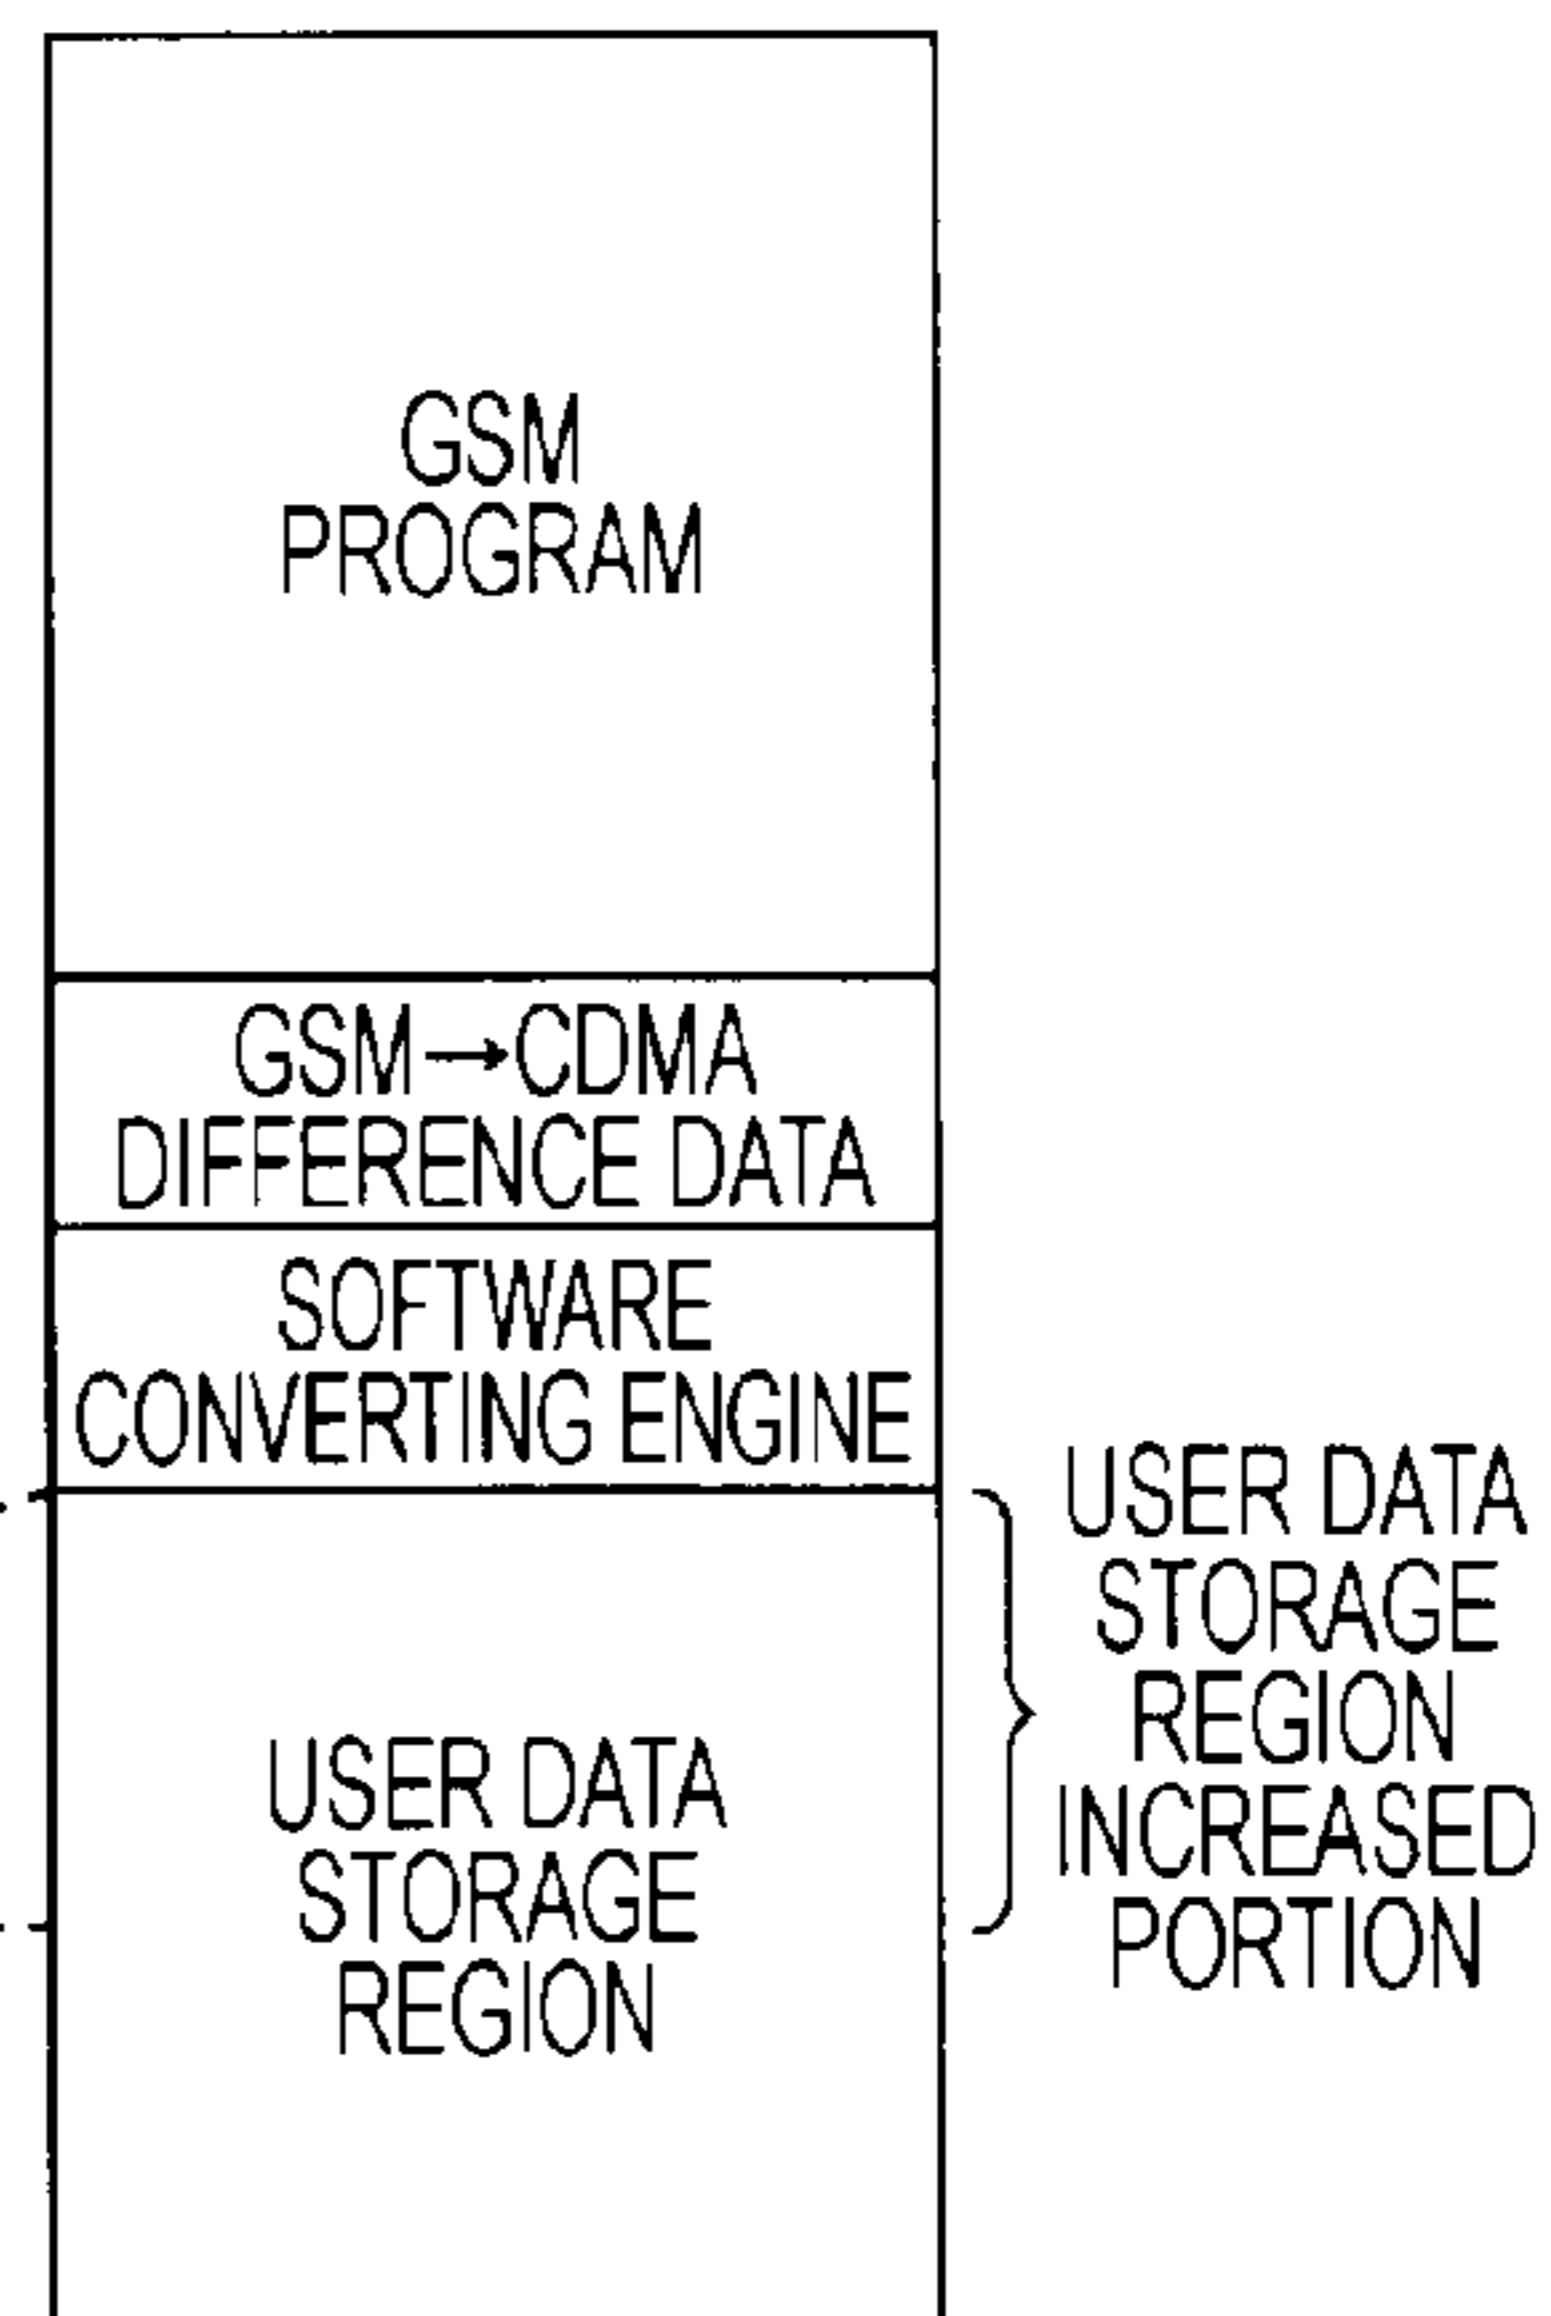 GSM
PROGRAM
GSM→CDMA
DIFFERENCE DATA
SOFTWARE
CONVERTING ENGINE
USER DATA
STORAGE
REGION
USER DATA
STORAGE
REGION
INCREASED
PORTION